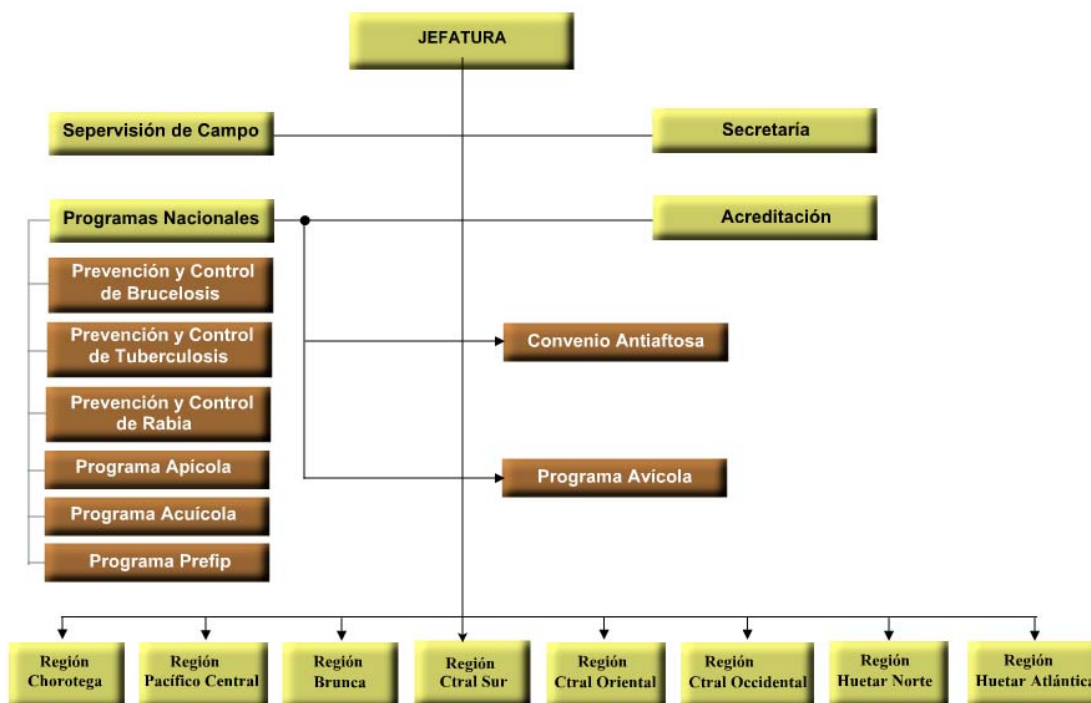 JEFATURA
Sepervisión de Campo
Secretaría
Programas Nacionales
Acreditación
Prevención y Control
de Brucelosis
Prevención y Control
de Tuberculosis
Convenio Antiaftosa
Prevención y Control
de Rabia
Programa Apícola
Programa Avícola
Programa Acuícola
Programa Prefip
Región
Chorotega
Región
Pacífico Central
Región
Brunca
Región
Ctral Sur
Región
Ctral Oriental
Región
Ctral Occidental
Región
Huetar Norte
Región
Huetar Atlántica